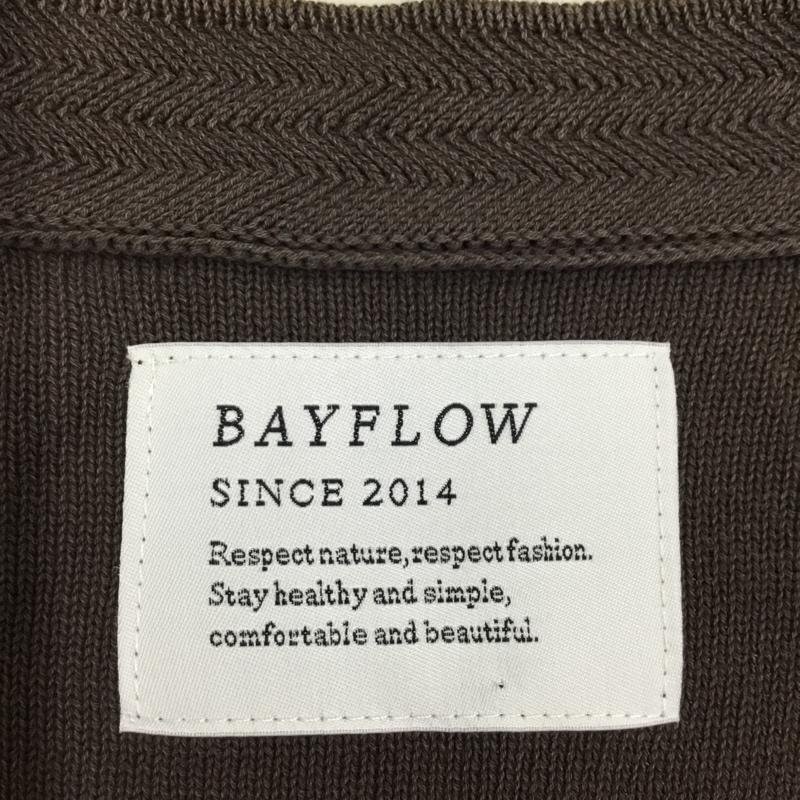 BAYFLOW
SINCE 2014
Respect nature, respect fashion.
Stay healthy and simple,
comfortable and beautiful.